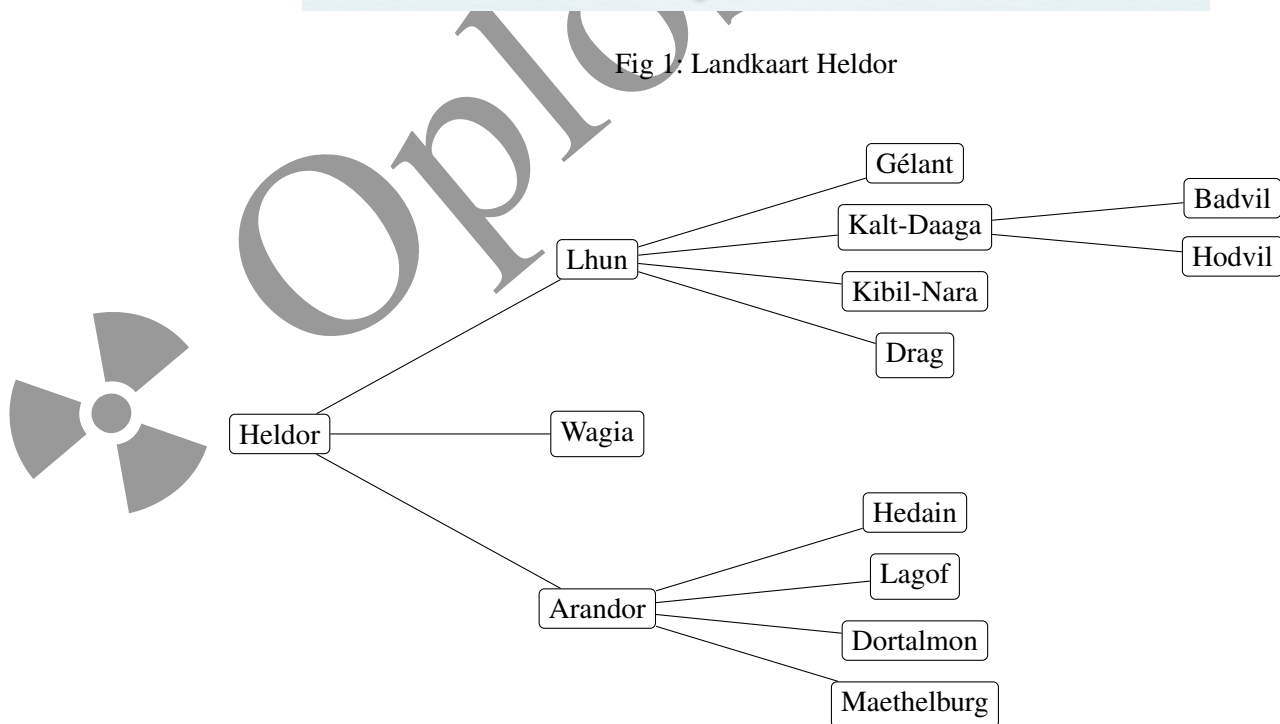 Oplo
Fig 1: Landkaart Heldor
Gélant
Kalt-Daaga
Badvil
Hodvil
Lhun
Kibil-Nara
Drag
Heldor
Wagia
Hedain
Lagof
Arandor
Dortalmon
Maethelburg